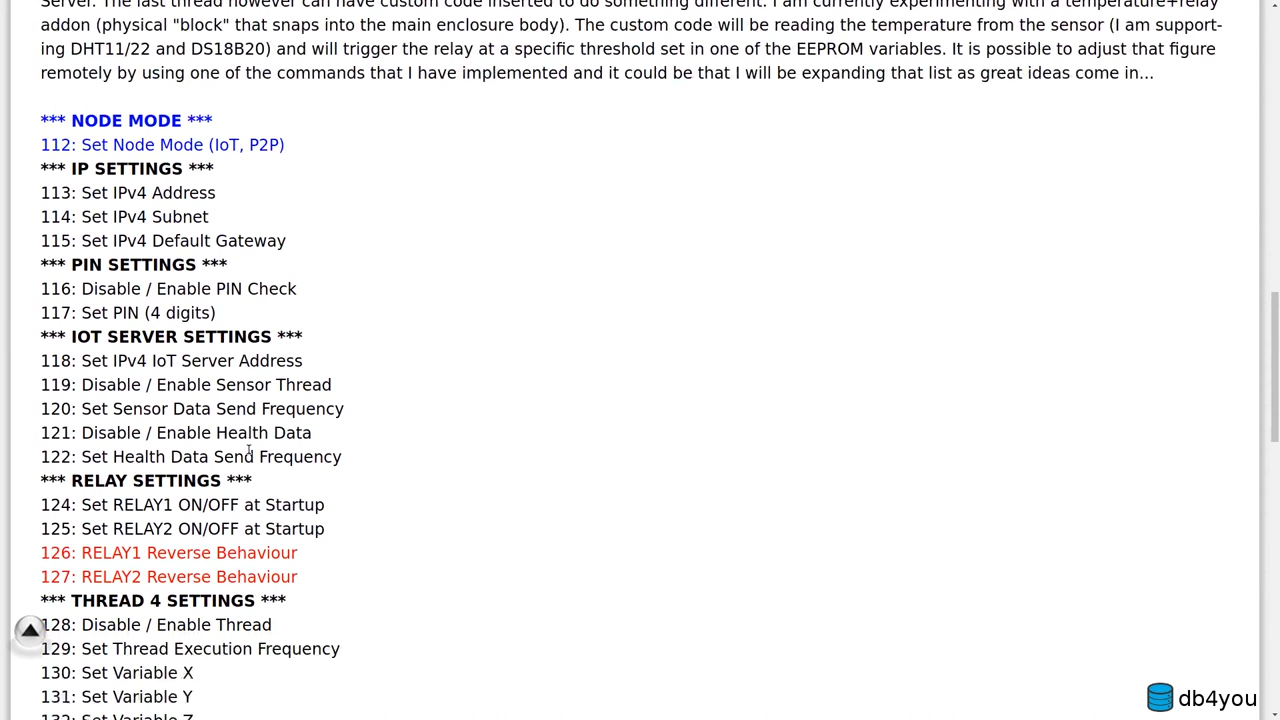 Server. The last thread however can have custom code inserted to do something different. I am currently experimenting with a temperature+relay
addon (physical "block" that snaps into the main enclosure body). The custom code will be reading the temperature from the sensor (I am support-
ing DHT11/22 and DS18B20) and will trigger the relay at a specific threshold set in one of the EEPROM variables. It is possible to adjust that figure
remotely by using one of the commands that I have implemented and it could be that I will be expanding that list as great ideas come in...
*** NODE MODE ***
112: Set Node Mode (IoT, P2P)
*** IP SETTINGS ***
113: Set IPv4 Address
114: Set IPv4 Subnet
115: Set IPv4 Default Gateway
*** PIN SETTINGS ***
116: Disable / Enable PIN Check
117: Set PIN (4 digits)
*** IOT SERVER SETTINGS ***
118: Set IPv4 IoT Server Address
119: Disable / Enable Sensor Thread
120: Set Sensor Data Send Frequency
121: Disable / Enable Health Data
122: Set Health Data Send Frequency
*** RELAY SETTINGS ***
124: Set RELAY1 ON/OFF at Startup
125: Set RELAY2 ON/OFF at Startup
126: RELAY1 Reverse Behaviour
127: RELAY2 Reverse Behaviour
*** THREAD 4 SETTINGS ***
128: Disable / Enable Thread
129: Set Thread Execution Frequency
130: Set Variable X
131: Set Variable Y
132: Set Variable Z
db4you